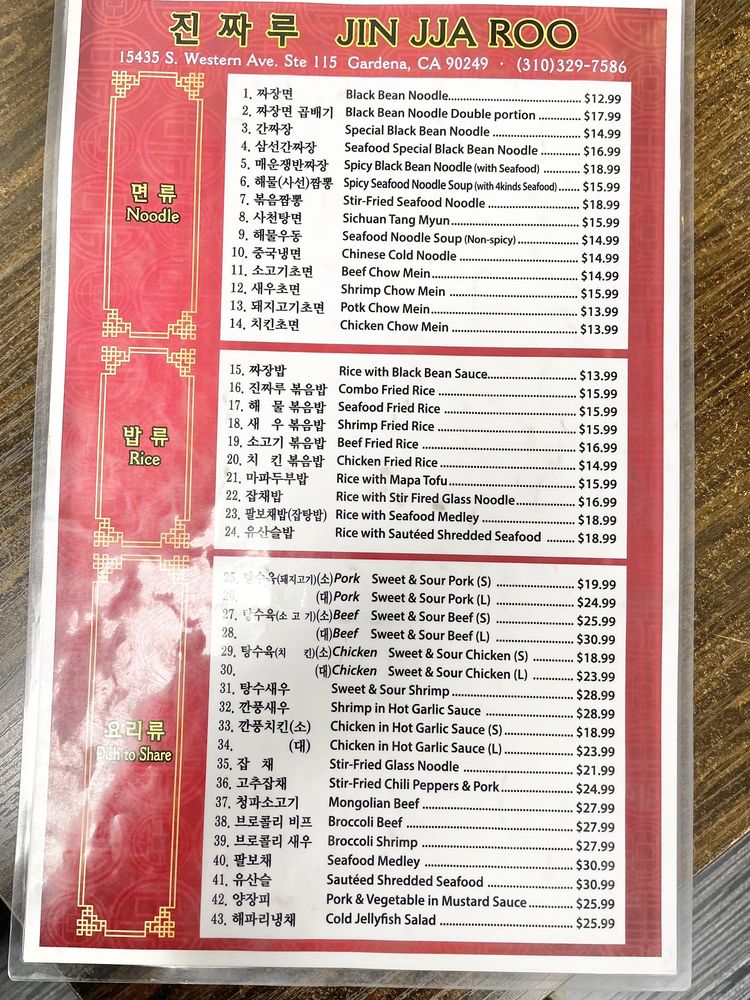 진 짜 루 JIN JJA ROO
15435 S. Western Ave. Ste 115 Gardena, CA 90249 · (310)329-7586
면 류
Noodle
1. 짜장면 Black Bean Noodle $12.99
2. 짜장면 곱배기 Black Bean Noodle Double portion $17.99
3. 간짜장 Special Black Bean Noodle $14.99
4. 삼선간짜장 Seafood Special Black Bean Noodle $16.99
5. 매운쟁반짜장 Spicy Black Bean Noodle (with Seafood) $18.99
6. 해물(사선)짬뽕 Spicy Seafood Noodle Soup (with 4kinds Seafood) $15.99
7. 볶음짬뽕 Stir-Fried Seafood Noodle $18.99
8. 사천탕면 Sichuan Tang Myun $15.99
9. 해물우동 Seafood Noodle Soup (Non-spicy) $14.99
10. 중국냉면 Chinese Cold Noodle $14.99
11. 소고기초면 Beef Chow Mein $14.99
12. 새우초면 Shrimp Chow Mein $15.99
13. 돼지고기초면 Potk Chow Mein $13.99
14. 치킨초면 Chicken Chow Mein $13.99
밥 류
Rice
15. 짜장밥 Rice with Black Bean Sauce $13.99
16. 진짜루 볶음밥 Combo Fried Rice $15.99
17. 해 물 볶음밥 Seafood Fried Rice $15.99
18. 새 우 볶음밥 Shrimp Fried Rice $15.99
19. 소고기 볶음밥 Beef Fried Rice $16.99
20. 치 킨 볶음밥 Chicken Fried Rice $14.99
21. 마파두부밥 Rice with Mapa Tofu $15.99
22. 잡채밥 Rice with Stir Fired Glass Noodle $16.99
23. 팔보채밥(잡탕밥) Rice with Seafood Medley $18.99
24. 유산슬밥 Rice with Sautéed Shredded Seafood $18.99
요리류
Dish to Share
25. 탕수육(돼지고기)(소) Pork Sweet & Sour Pork (S) $19.99
26. (대) Pork Sweet & Sour Pork (L) $24.99
27. 탕수육(소 고 기)(소) Beef Sweet & Sour Beef (S) $25.99
28. (대) Beef Sweet & Sour Beef (L) $30.99
29. 탕수육(치 킨)(소) Chicken Sweet & Sour Chicken (S) $18.99
30. (대) Chicken Sweet & Sour Chicken (L) $23.99
31. 탕수새우 Sweet & Sour Shrimp $28.99
32. 깐풍새우 Shrimp in Hot Garlic Sauce $28.99
33. 깐풍치킨(소) Chicken in Hot Garlic Sauce (S) $18.99
34. (대) Chicken in Hot Garlic Sauce (L) $23.99
35. 잡 채 Stir-Fried Glass Noodle $21.99
36. 고추잡채 Stir-Fried Chili Peppers & Pork $24.99
37. 청파소고기 Mongolian Beef $27.99
38. 브로콜리 비프 Broccoli Beef $27.99
39. 브로콜리 새우 Broccoli Shrimp $27.99
40. 팔보채 Seafood Medley $30.99
41. 유산슬 Sautéed Shredded Seafood $30.99
42. 양장피 Pork & Vegetable in Mustard Sauce $25.99
43. 해파리냉채 Cold Jellyfish Salad $25.99